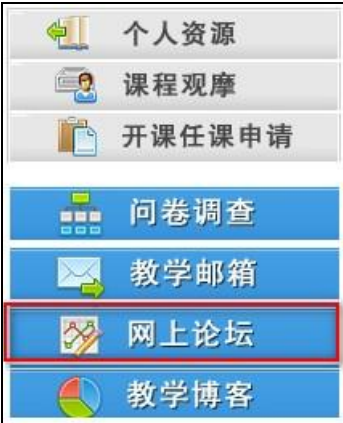 个人资源
课程观摩
开课任课申请
问卷调查
教学邮箱
网上论坛
教学博客